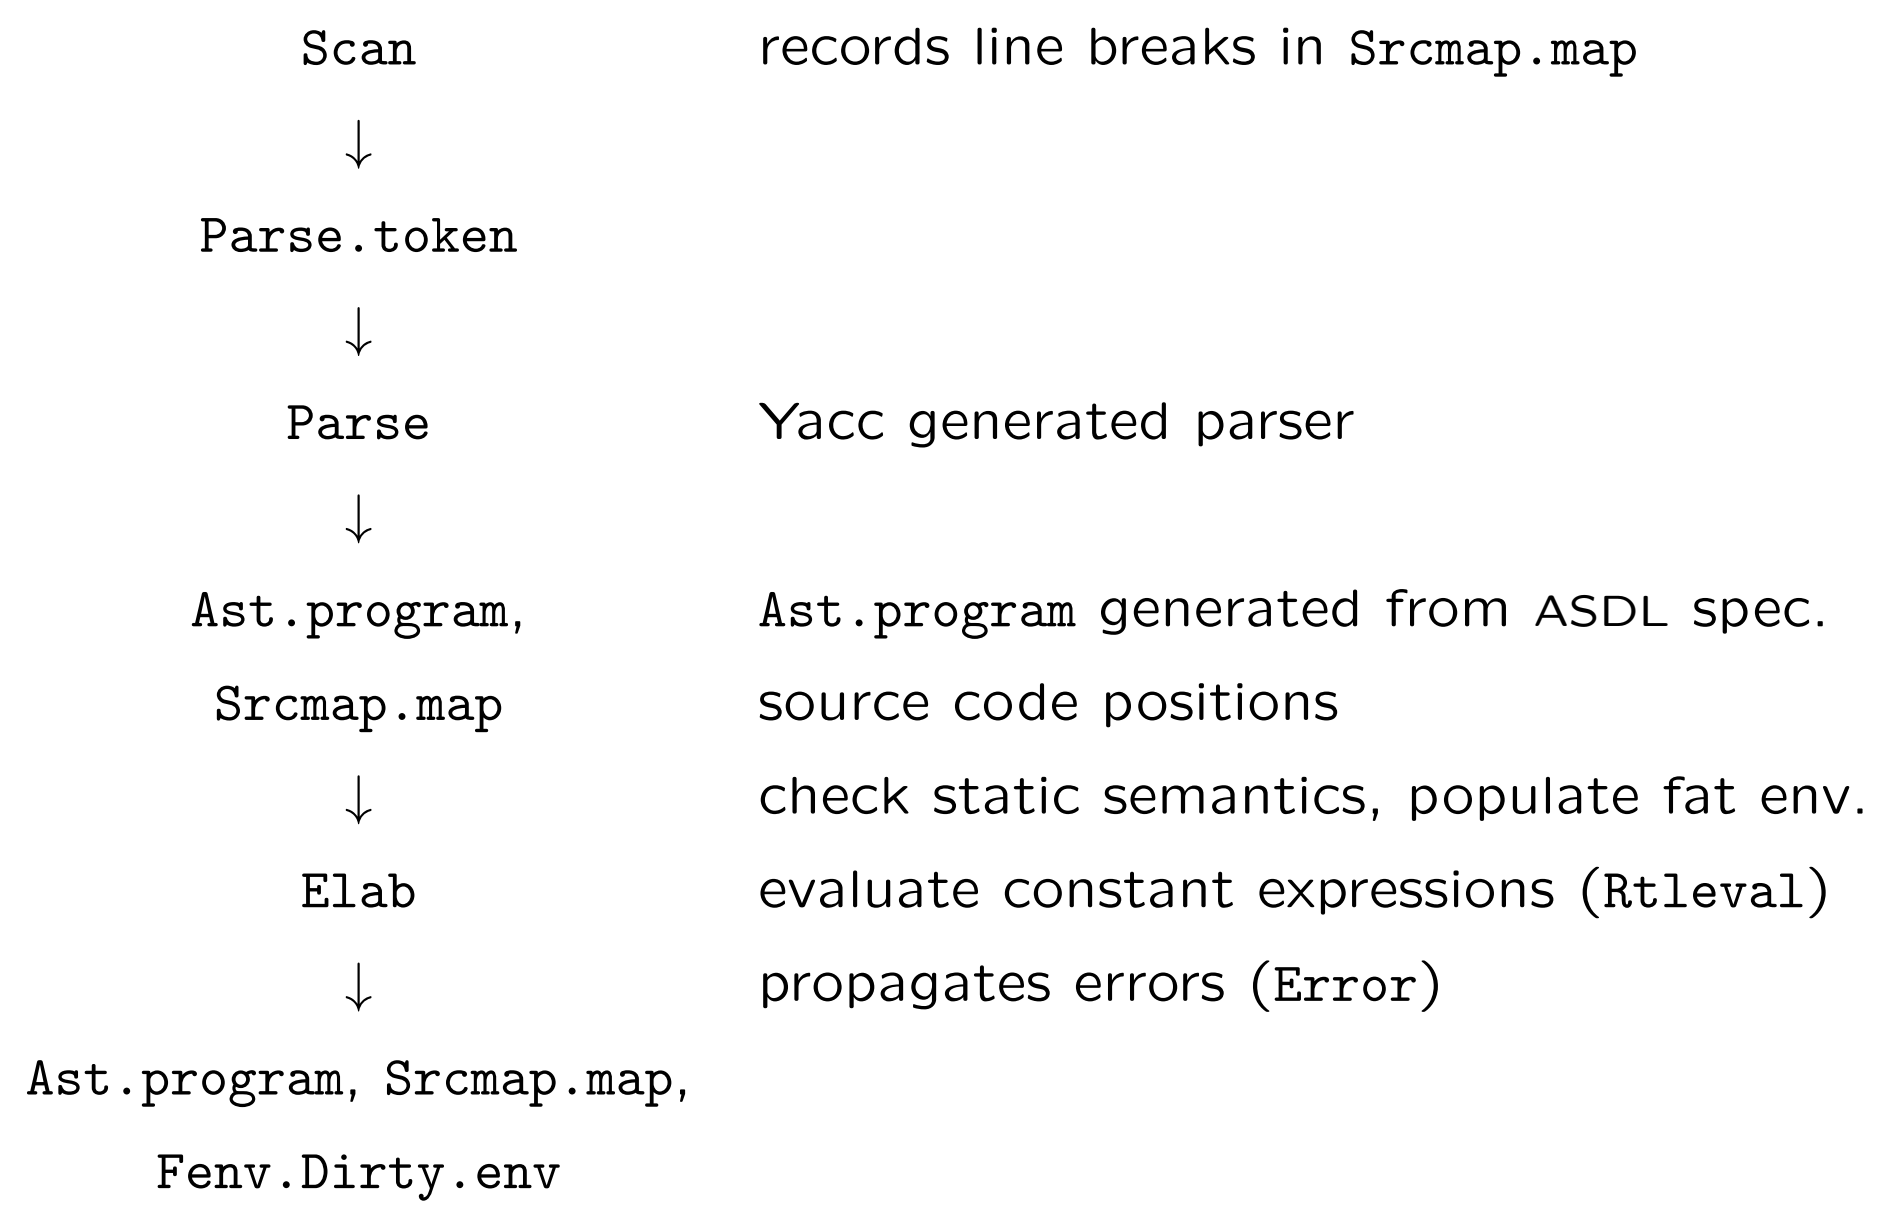 Scan records line breaks in Srcmap.map
↓
Parse.token
↓
Parse Yacc generated parser
↓
Ast.program, Ast.program generated from ASDL spec.
Srcmap.map source code positions
↓ check static semantics, populate fat env.
Elab evaluate constant expressions (Rtleval)
↓ propagates errors (Error)
Ast.program, Srcmap.map,
Fenv.Dirty.env